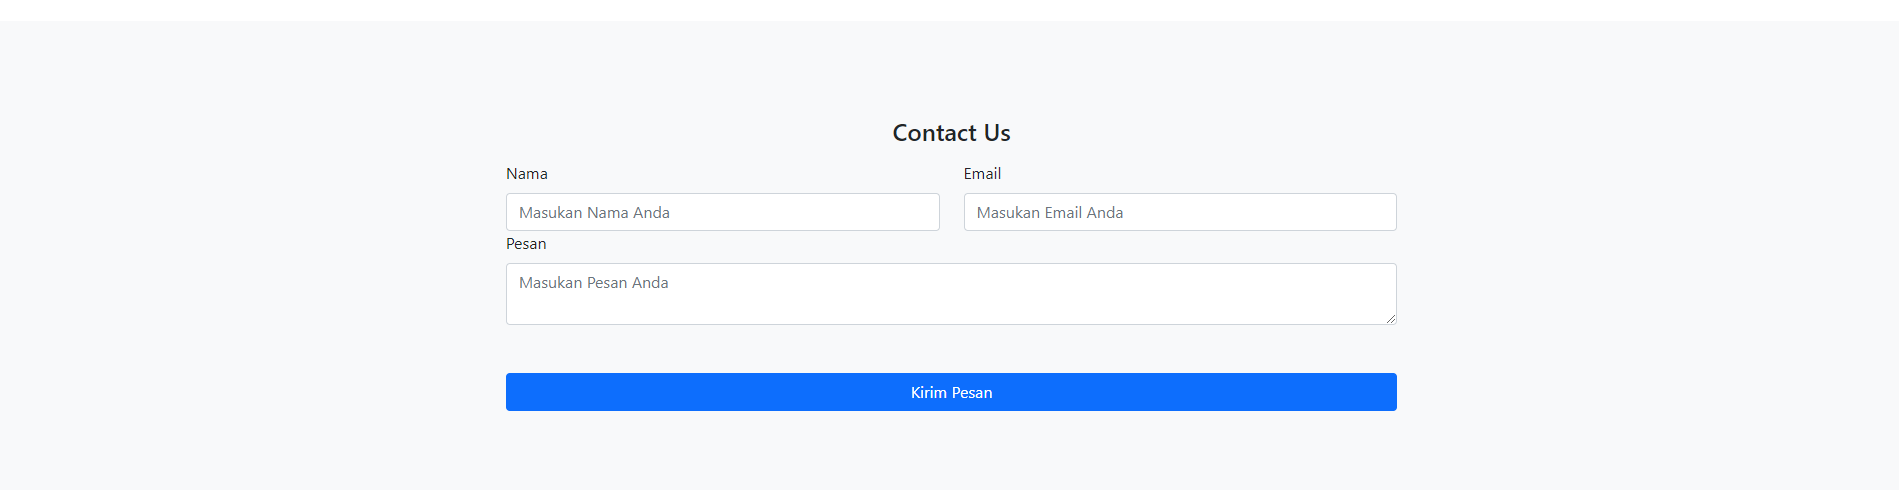 Contact Us
Nama
Email
Masukan Nama Anda
Masukan Email Anda
Pesan
Masukan Pesan Anda
Kirim Pesan